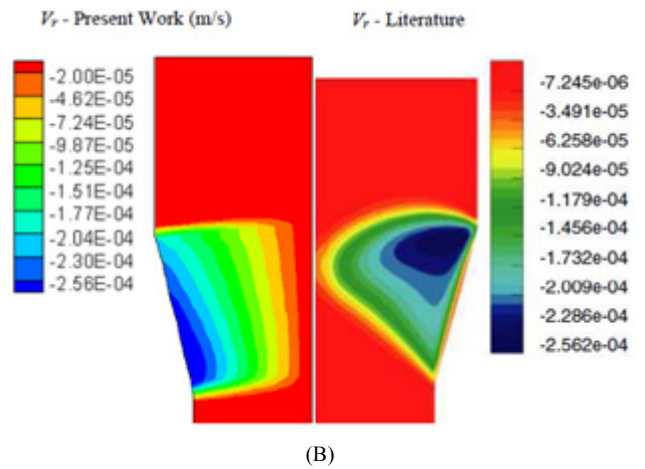 Vr - Present Work (m/s)
Vr - Literature
-2.00E-05
-4.62E-05
-7.24E-05
-9.87E-05
-1.25E-04
-1.51E-04
-1.77E-04
-2.04E-04
-2.30E-04
-2.56E-04
-7.245e-06
-3.491e-05
-6.258e-05
-9.024e-05
-1.179e-04
-1.456e-04
-1.732e-04
-2.009e-04
-2.286e-04
-2.562e-04
(B)